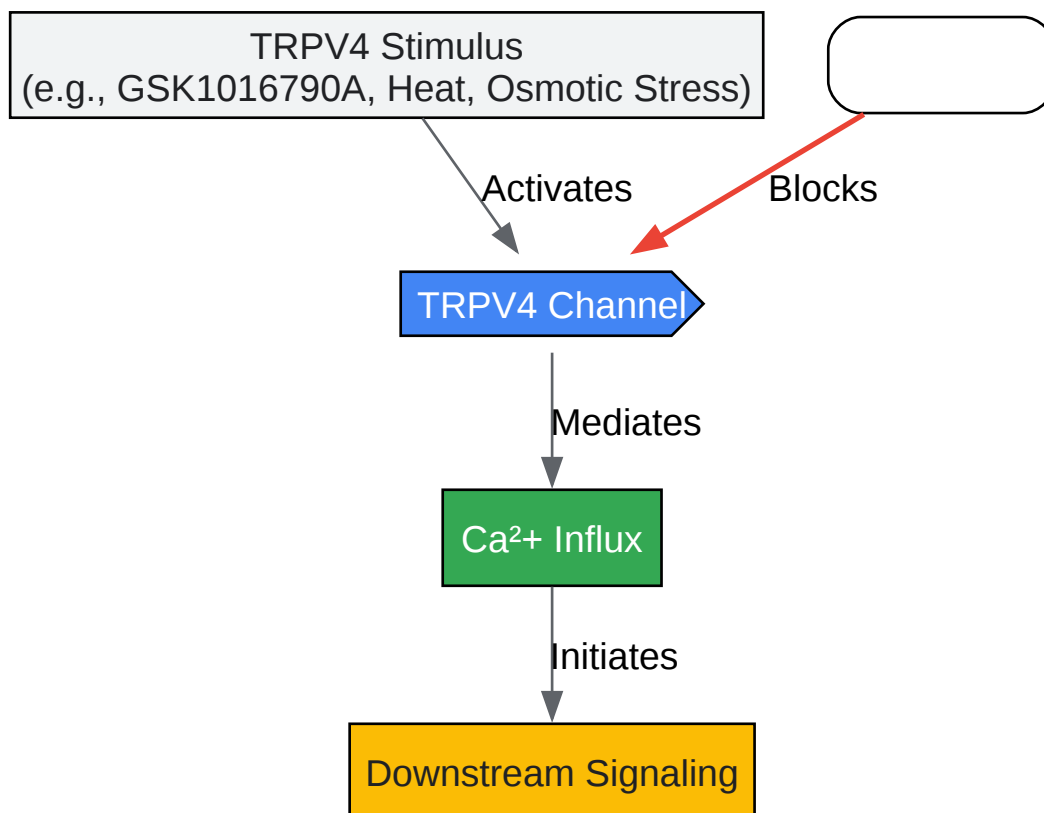 TRPV4 Stimulus
(e.g., GSK1016790A, Heat, Osmotic Stress)
Activates
Blocks
TRPV4 Channel
Mediates
Ca²+ Influx
Initiates
Downstream Signaling